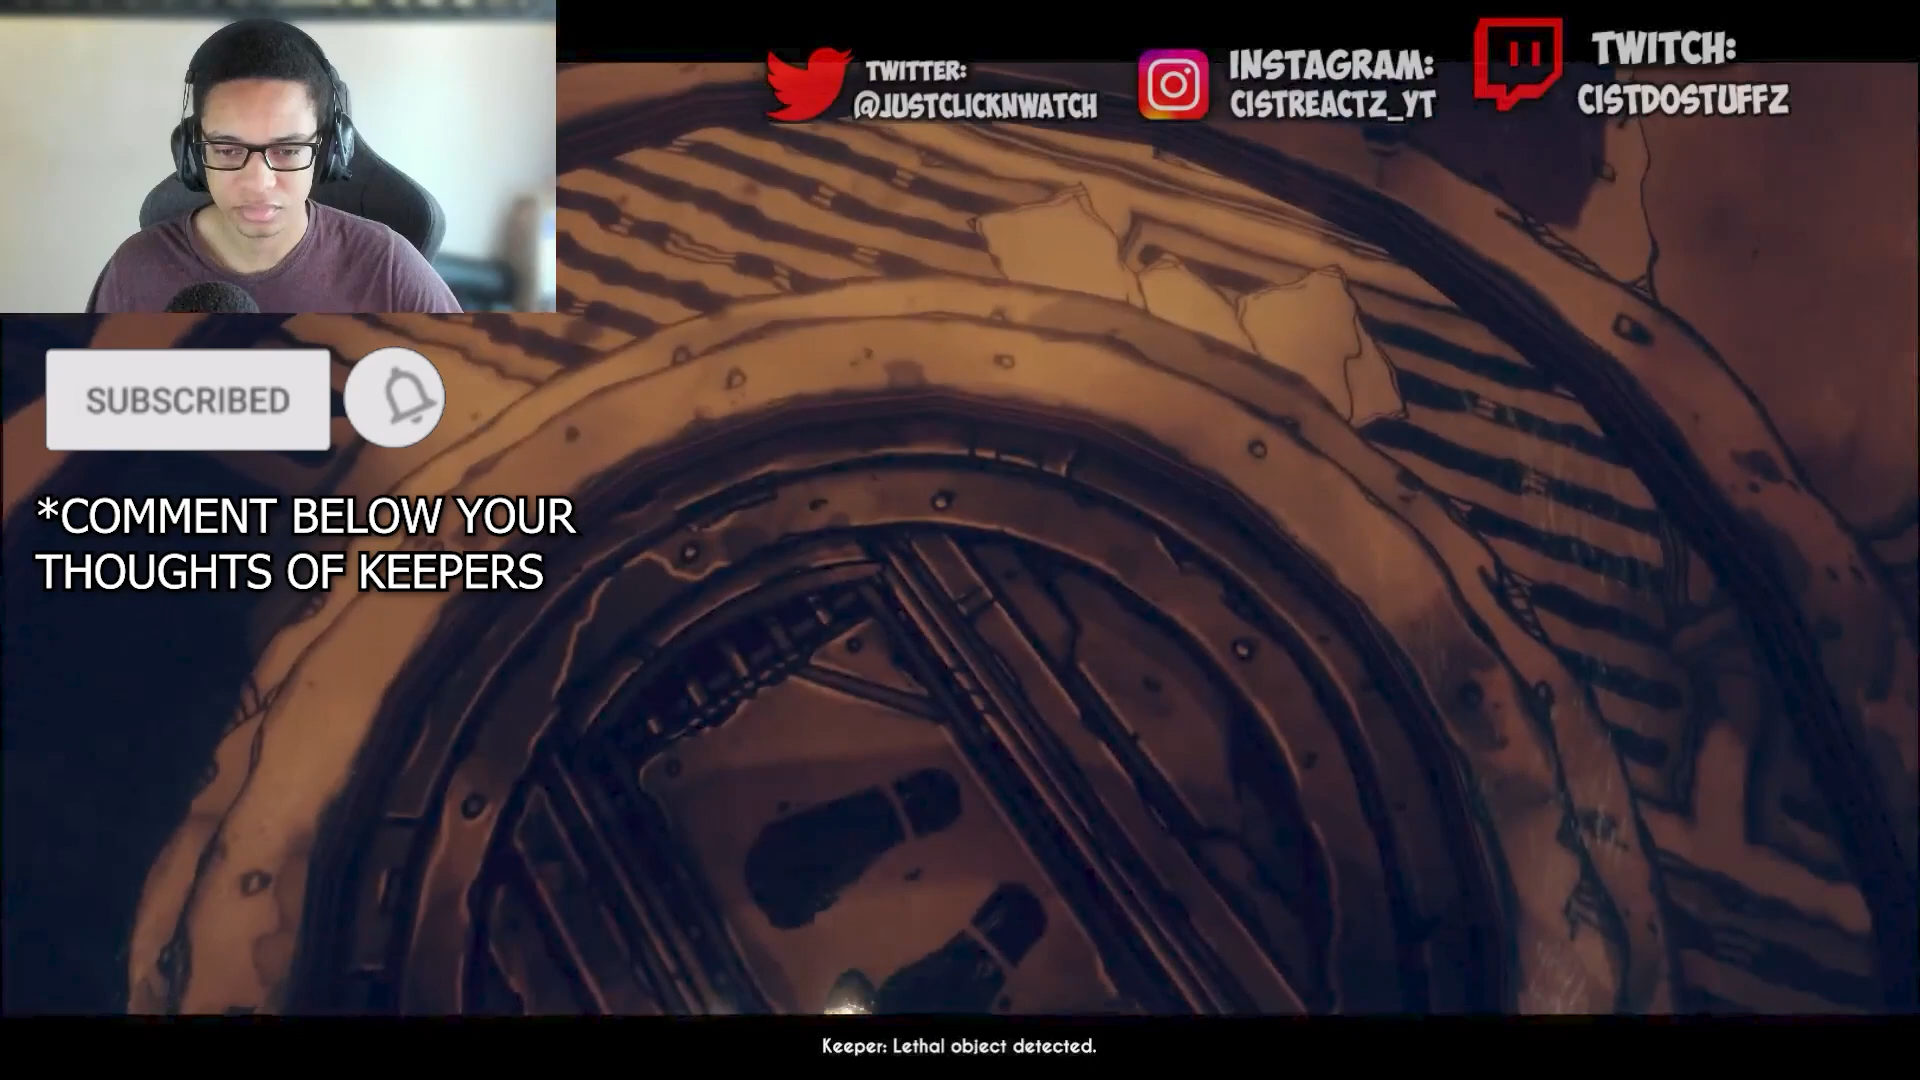 TWITTER:
@JUSTCLICKNWATCH
INSTAGRAM:
CISTREACTZ_YT
TWITCH:
CISTDOSTUFFZ
SUBSCRIBED
*COMMENT BELOW YOUR
THOUGHTS OF KEEPERS
Keeper: Lethal object detected.